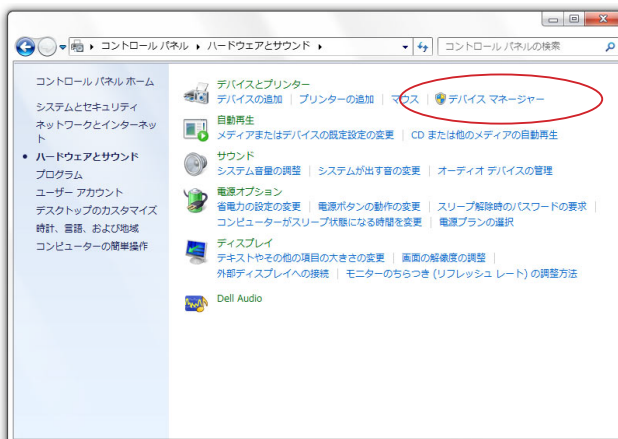 コントロール パネル ハードウェアとサウンド
コントロール パネルの検索
コントロール パネル ホーム
システムとセキュリティ
ネットワークとインターネッ
ト
ハードウェアとサウンド
プログラム
ユーザー アカウント
デスクトップのカスタマイズ
時計、言語、および地域
コンピューターの簡単操作
デバイスとプリンター
デバイスの追加 プリンターの追加 マウス デバイス マネージャー
自動再生
メディアまたはデバイスの既定設定の変更 CD または他のメディアの自動再生
サウンド
システム音量の調整 システムが出す音の変更 オーディオ デバイスの管理
電源オプション
省電力の設定の変更 電源ボタンの動作の変更 スリープ解除時のパスワードの要求
コンピューターがスリープ状態になる時間を変更 電源プランの選択
ディスプレイ
テキストやその他の項目の大きさの変更 画面の解像度の調整
外部ディスプレイへの接続 モニターのちらつき (リフレッシュ レート) の調整方法
Dell Audio